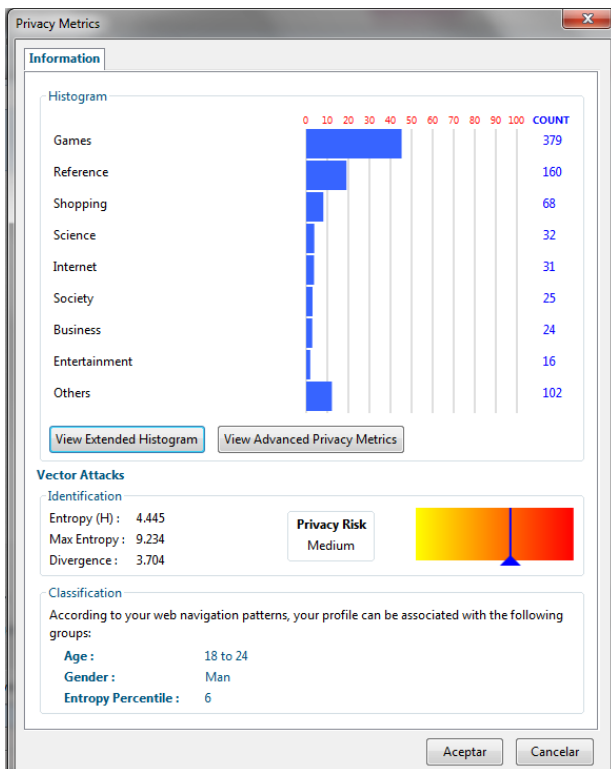 Privacy Metrics
Information
Histogram
0 10 20 30 40 50 60 70 80 90 100 COUNT
Games 379
Reference 160
Shopping 68
Science 32
Internet 31
Society 25
Business 24
Entertainment 16
Others 102
View Extended Histogram View Advanced Privacy Metrics
Vector Attacks
Identification
Entropy (H) : 4.445
Max Entropy : 9.234
Divergence : 3.704
Privacy Risk
Medium
Classification
According to your web navigation patterns, your profile can be associated with the following
groups:
Age : 18 to 24
Gender : Man
Entropy Percentile : 6
Aceptar Cancelar